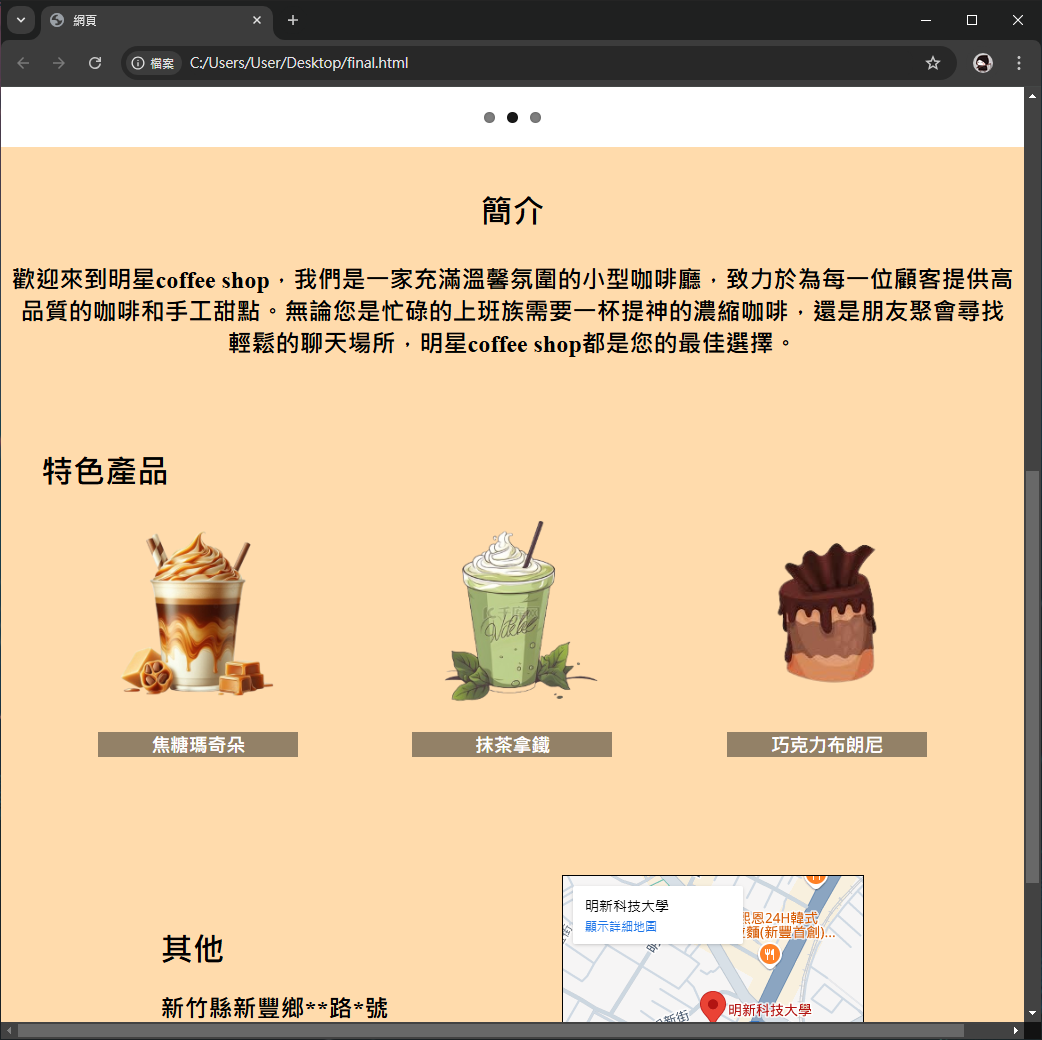 網頁
檔案
C:/Users/User/Desktop/final.html
簡介
歡迎來到明星coffee shop，我們是一家充滿溫馨氛圍的小型咖啡廳，致力於為每一位顧客提供高
品質的咖啡和手工甜點。無論您是忙碌的上班族需要一杯提神的濃縮咖啡，還是朋友聚會尋找
輕鬆的聊天場所，明星coffee shop都是您的最佳選擇。
特色產品
焦糖瑪奇朵
抹茶拿鐵
巧克力布朗尼
明新科技大學
顯示詳細地圖
恩24H韓式
麵(新豐首創)...
其他
明新科技大學
新竹縣新豐鄉**路*號
新街